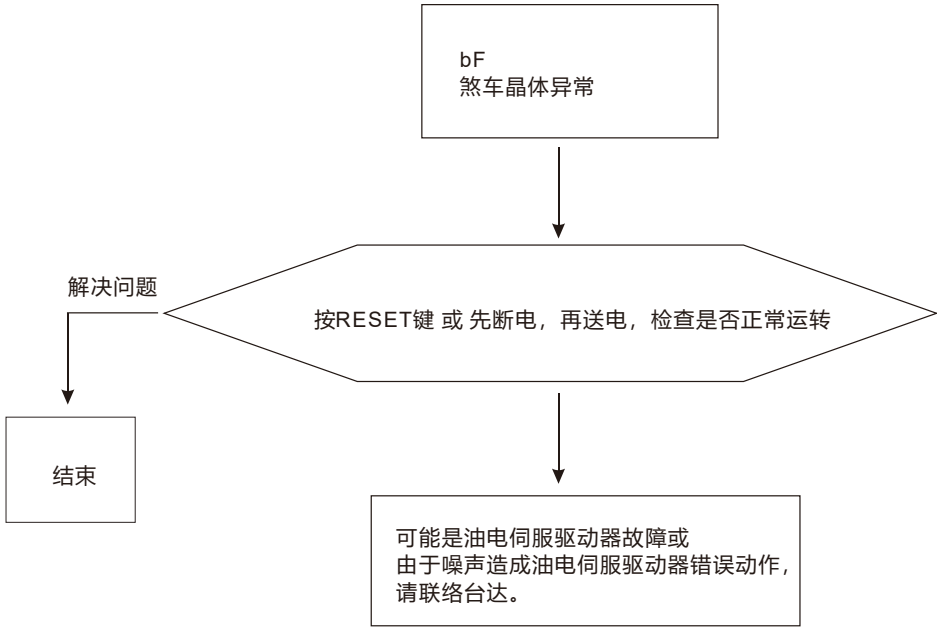 bF
煞车晶体异常
解决问题
按RESET键 或 先断电，再送电，检查是否正常运转
结束
可能是油电伺服驱动器故障或
由于噪声造成油电伺服驱动器错误动作，
请联络台达。